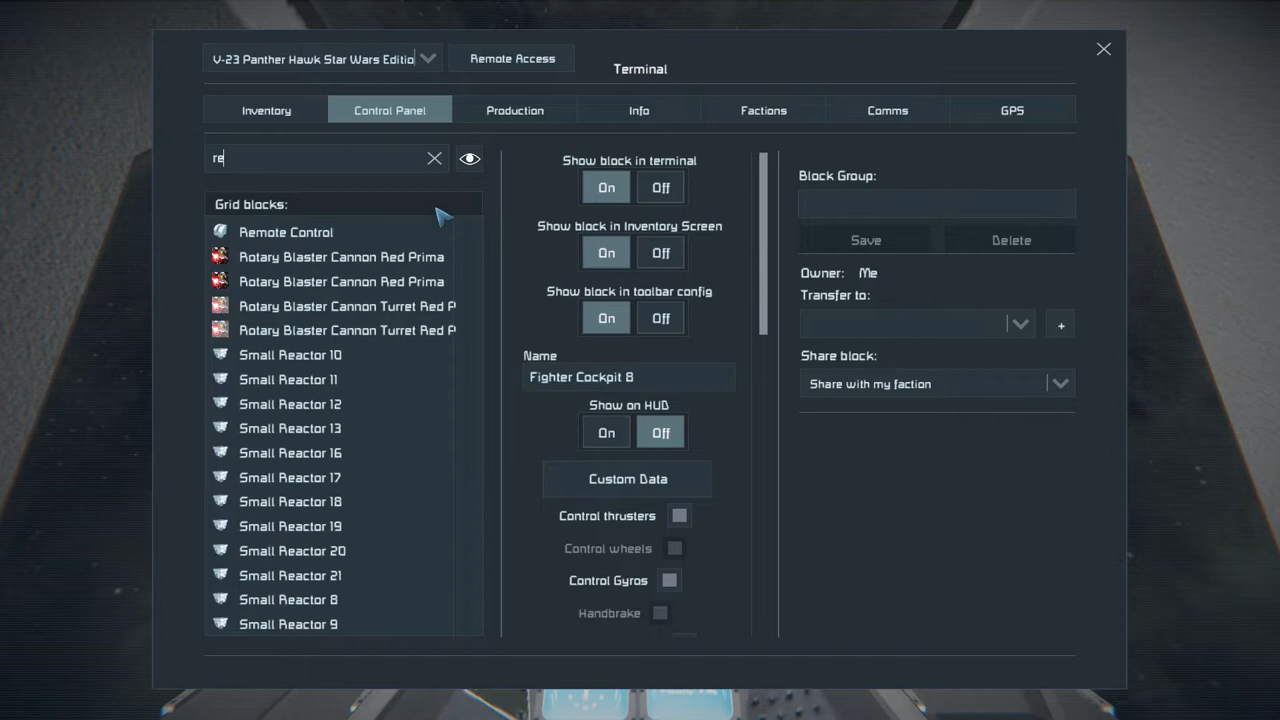 V-23 Panther Hawk Star Wars Editio
Remote Access
Terminal
Inventory
Control Panel
Production
Info
Factions
Comms
GPS
re
Grid blocks:
Remote Control
Rotary Blaster Cannon Red Prima
Rotary Blaster Cannon Red Prima
Rotary Blaster Cannon Turret Red P
Rotary Blaster Cannon Turret Red P
Small Reactor 10
Small Reactor 11
Small Reactor 12
Small Reactor 13
Small Reactor 16
Small Reactor 17
Small Reactor 18
Small Reactor 19
Small Reactor 20
Small Reactor 21
Small Reactor 8
Small Reactor 9
Show block in terminal
On Off
Show block in Inventory Screen
On Off
Show block in toolbar config
On Off
Name
Fighter Cockpit 8
Show on HUD
On Off
Custom Data
Control thrusters
Control wheels
Control Gyros
Handbrake
Block Group:
Save Delete
Owner: Me
Transfer to:
+
Share block:
Share with my faction